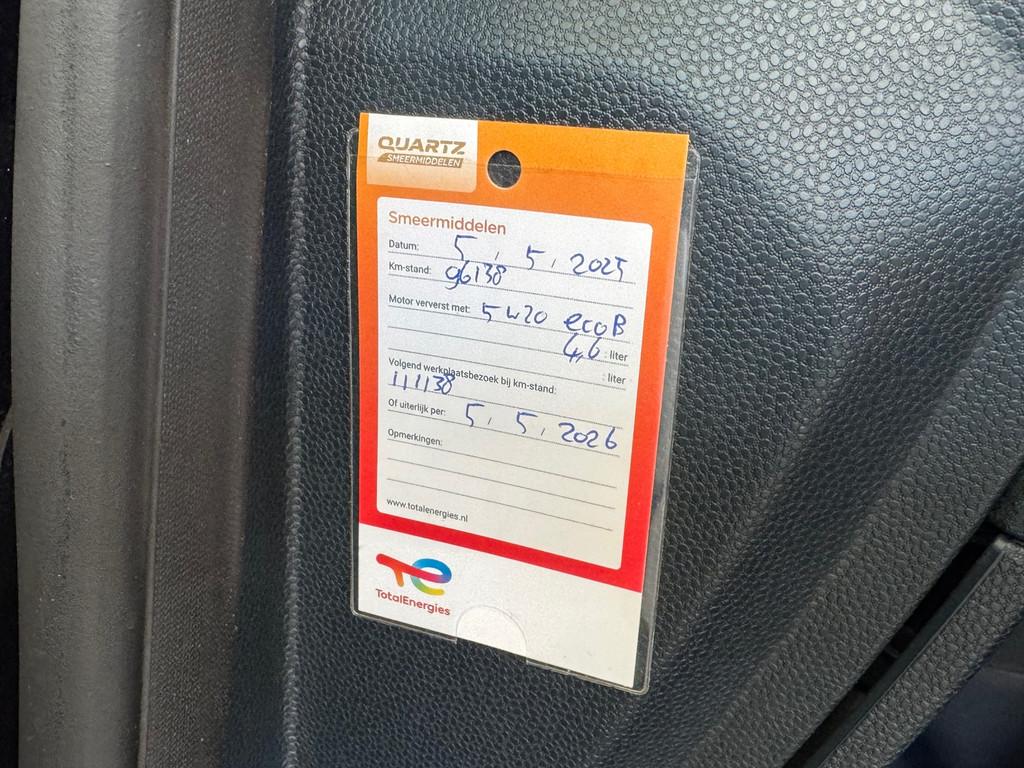 QUARTZ
SMEERMIDDELEN
Smeermiddelen
Datum: 5, 5, 2025
Km-stand: 96138
Motor ververst met: 5w20 ecoB
4,6 : liter
: liter
Volgend werkplaatsbezoek bij km-stand:
111138
Of uiterlijk per: 5, 5, 2026
Opmerkingen:
www.totalenergies.nl
TotalEnergies